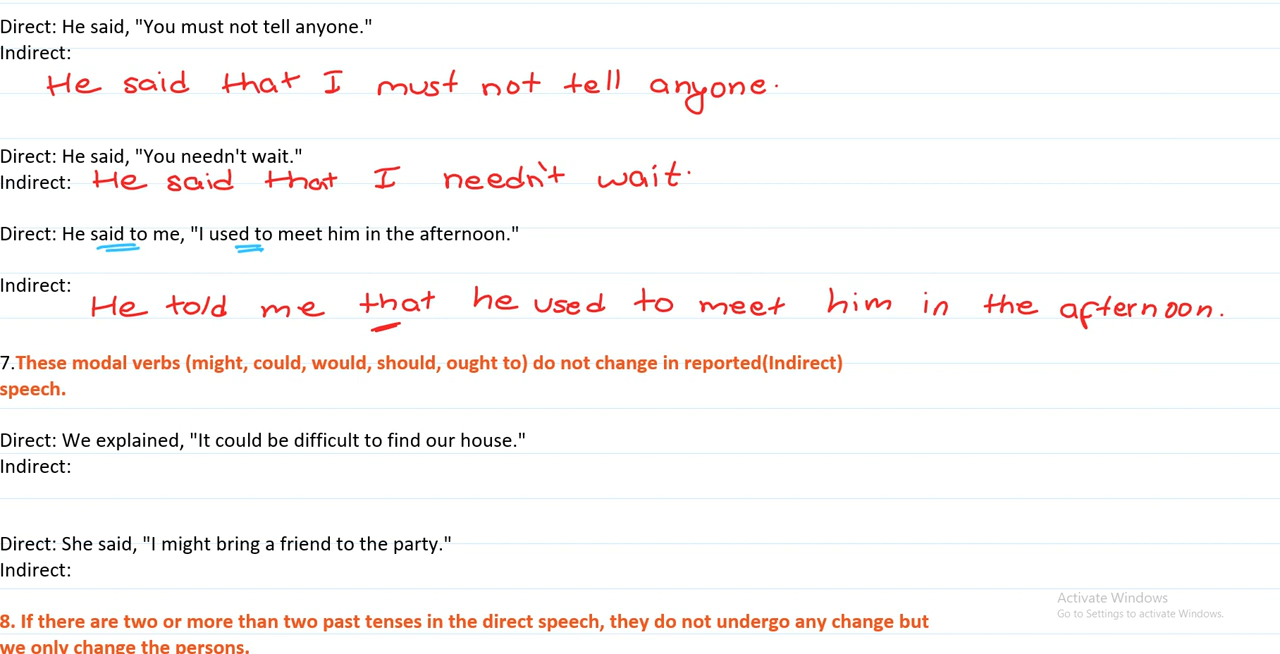 Direct: He said, "You must not tell anyone."
Indirect:
He said that I must not tell anyone.
Direct: He said, "You needn't wait."
Indirect: He said that I needn't wait.
Direct: He said to me, "I used to meet him in the afternoon."
Indirect:
He told me that he used to meet him in the afternoon.
7.These modal verbs (might, could, would, should, ought to) do not change in reported(Indirect)
speech.
Direct: We explained, "It could be difficult to find our house."
Indirect:
Direct: She said, "I might bring a friend to the party."
Indirect:
Activate Windows
Go to Settings to activate Windows.
8. If there are two or more than two past tenses in the direct speech, they do not undergo any change but
we only change the persons.